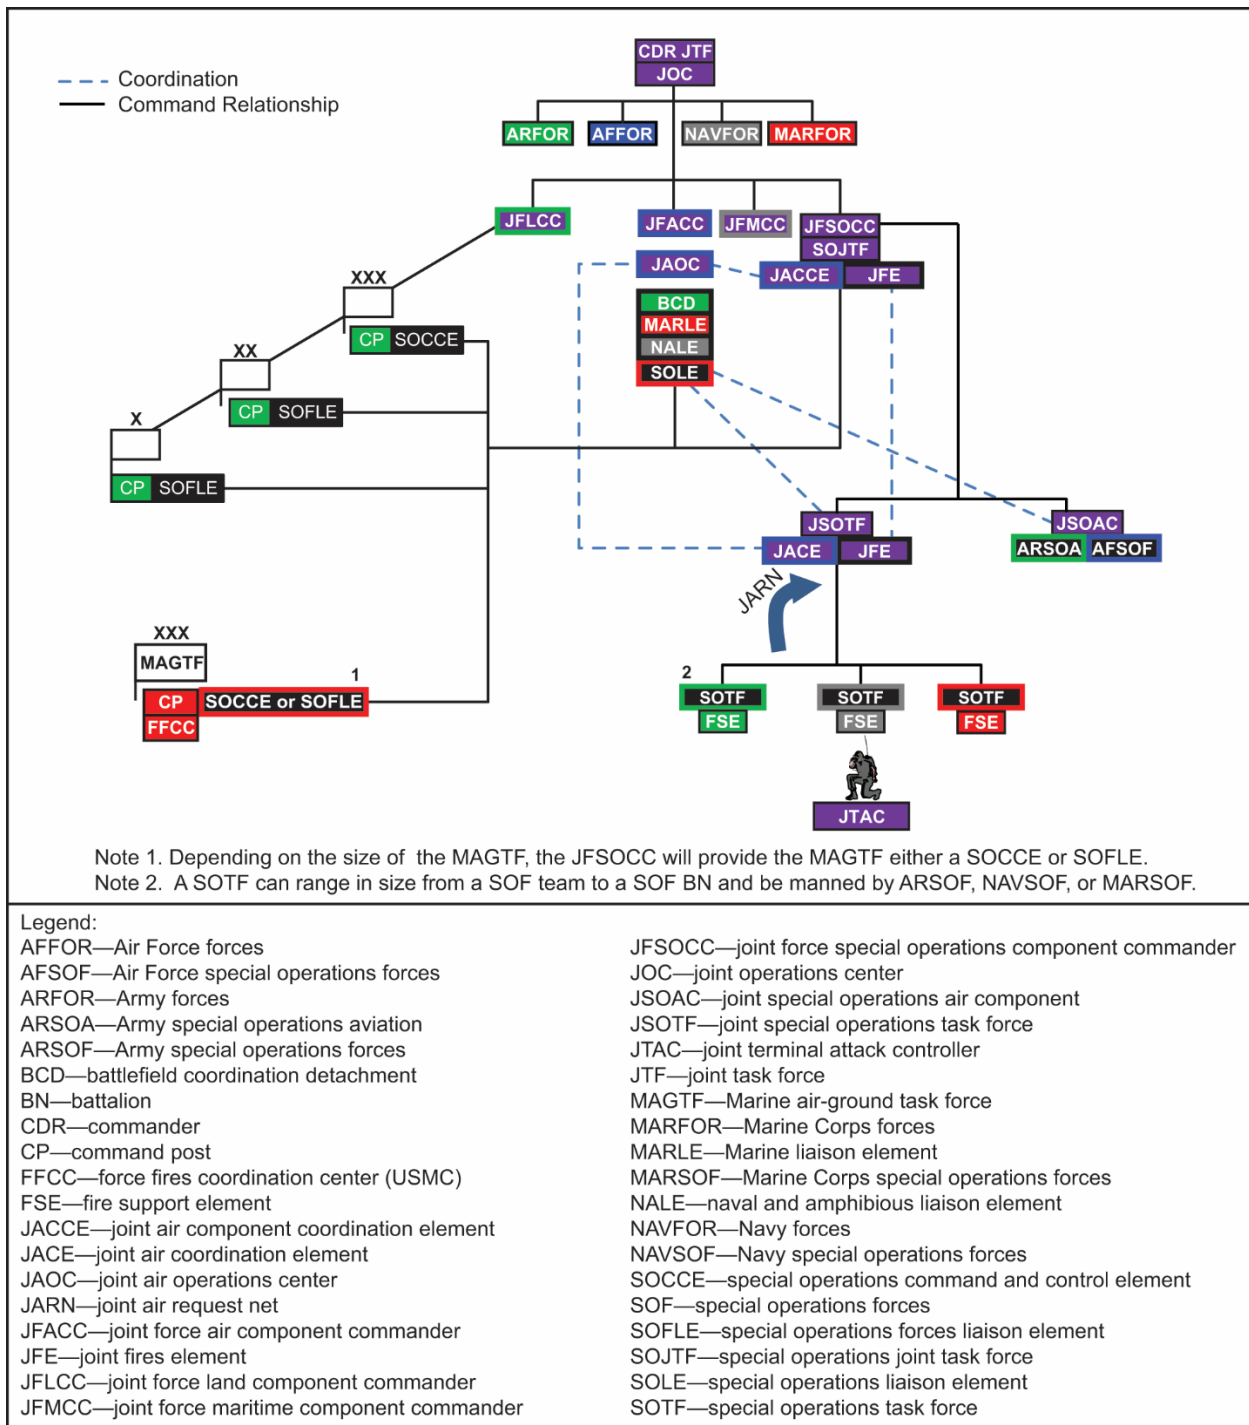 CDR JTF
JOC
Coordination
Command Relationship
ARFOR AFFOR NAVFOR MARFOR
JFLCC JFACC JFMCC JFSOCC
SOJTF
JAOC JACCE JFE
XXX
BCD
MARLE
CP SOCCE
NALE
XX
SOLE
CP SOFLE
X
CP SOFLE
JSOTF JSOAC
JACE JFE ARSOA AFSOF
JARN
XXX
MAGTF
1
2
CP SOCCE or SOFLE
SOTF SOTF SOTF
FFCC
FSE FSE FSE
JTAC
Note 1. Depending on the size of the MAGTF, the JFSOCC will provide the MAGTF either a SOCCE or SOFLE.
Note 2. A SOTF can range in size from a SOF team to a SOF BN and be manned by ARSOF, NAVSOF, or MARSOF.
Legend:
AFFOR—Air Force forces
AFSOF—Air Force special operations forces
ARFOR—Army forces
ARSOA—Army special operations aviation
ARSOF—Army special operations forces
BCD—battlefield coordination detachment
BN—battalion
CDR—commander
CP—command post
FFCC—force fires coordination center (USMC)
FSE—fire support element
JACCE—joint air component coordination element
JACE—joint air coordination element
JAOC—joint air operations center
JARN—joint air request net
JFACC—joint force air component commander
JFE—joint fires element
JFLCC—joint force land component commander
JFMCC—joint force maritime component commander
JFSOCC—joint force special operations component commander
JOC—joint operations center
JSOAC—joint special operations air component
JSOTF—joint special operations task force
JTAC—joint terminal attack controller
JTF—joint task force
MAGTF—Marine air-ground task force
MARFOR—Marine Corps forces
MARLE—Marine liaison element
MARSOF—Marine Corps special operations forces
NALE—naval and amphibious liaison element
NAVFOR—Navy forces
NAVSOF—Navy special operations forces
SOCCE—special operations command and control element
SOF—special operations forces
SOFLE—special operations forces liaison element
SOJTF—special operations joint task force
SOLE—special operations liaison element
SOTF—special operations task force